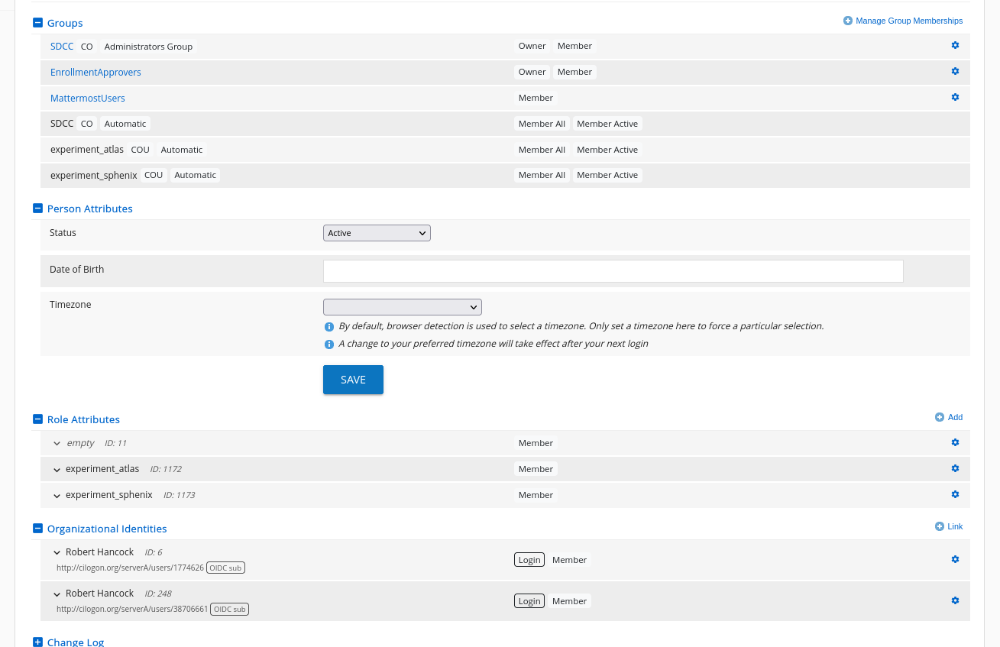 Groups Manage Group Memberships
SDCC CO Administrators Group Owner Member
EnrollmentApprovers Owner Member
MattermostUsers Member
SDCC CO Automatic Member All Member Active
experiment_atlas COU Automatic Member All Member Active
experiment_sphenix COU Automatic Member All Member Active
Person Attributes
Status Active
Date of Birth
Timezone
By default, browser detection is used to select a timezone. Only set a timezone here to force a particular selection.
A change to your preferred timezone will take effect after your next login
SAVE
Role Attributes Add
empty ID: 11 Member
experiment_atlas ID: 1172 Member
experiment_sphenix ID: 1173 Member
Organizational Identities Link
Robert Hancock ID: 6
Login Member
http://cilogon.org/serverA/users/1774626 OIDC sub
Robert Hancock ID: 248
Login Member
http://cilogon.org/serverA/users/38706661 OIDC sub
Change Log